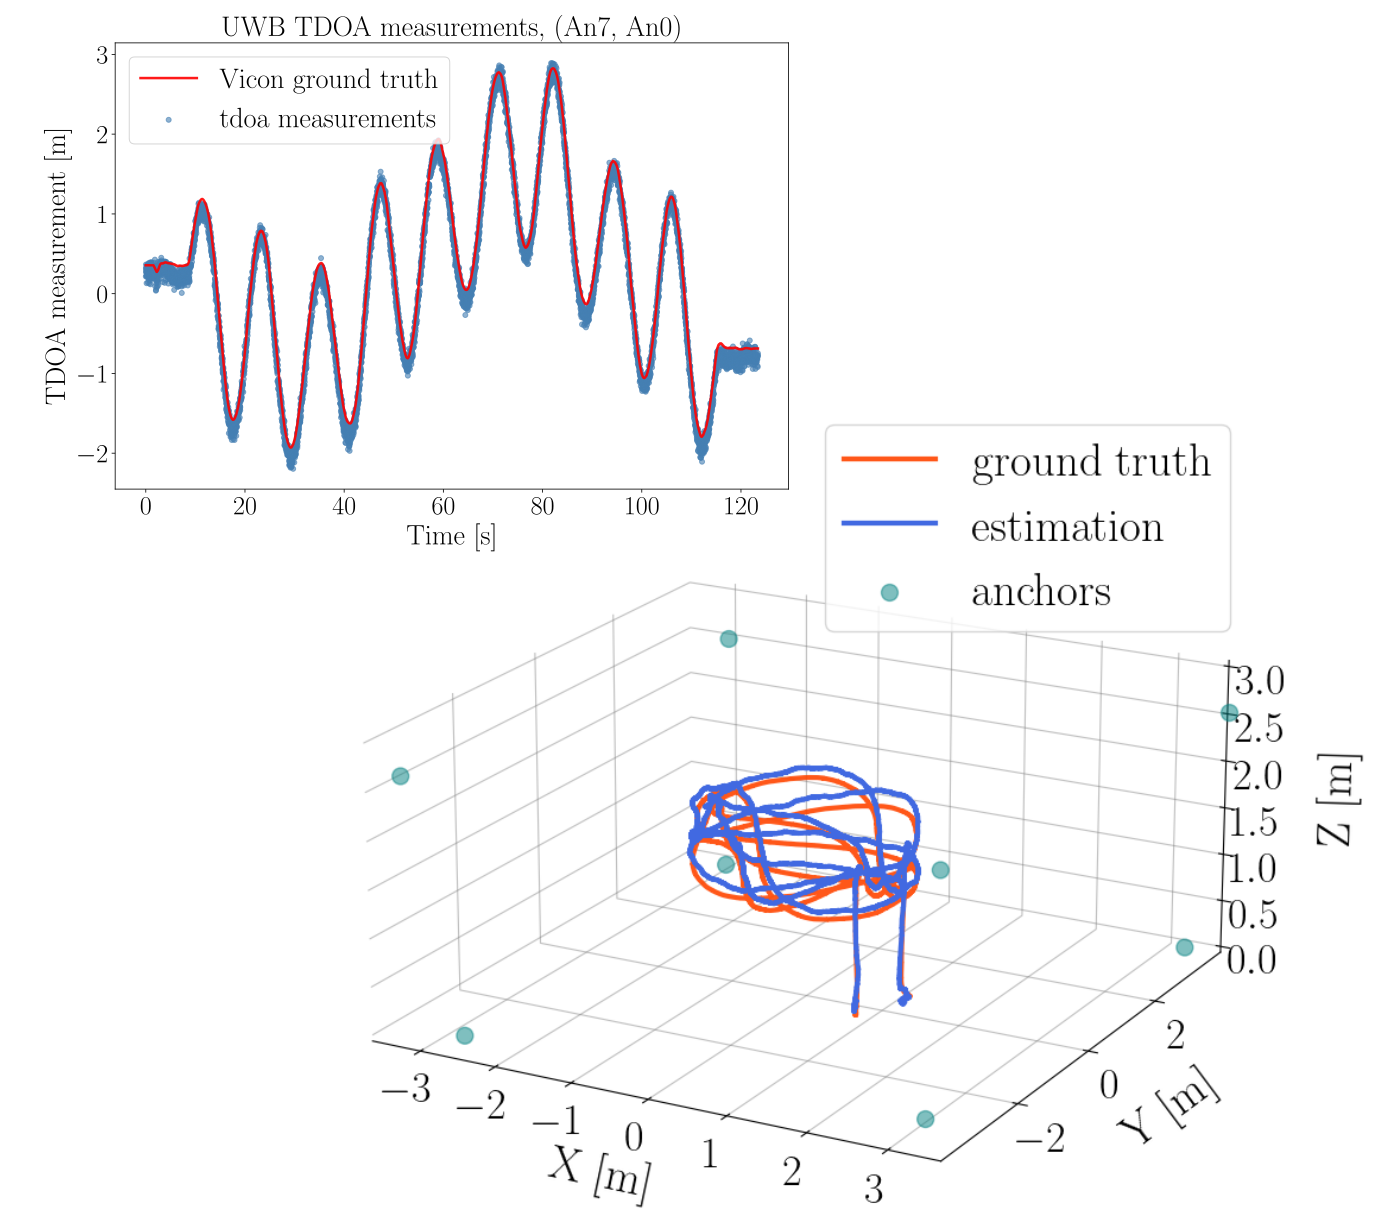 UWB TDOA measurements, (An7, An0)
Vicon ground truth
tdoa measurements
TDOA measurement [m]
3
2
1
0
−1
−2
0 20 40 60 80 100 120
Time [s]
ground truth
estimation
anchors
3.0
2.5
2.0
1.5
1.0
0.5
0.0
Z [m]
2
0
−2
Y [m]
−3 −2 −1 0 1 2 3
X [m]